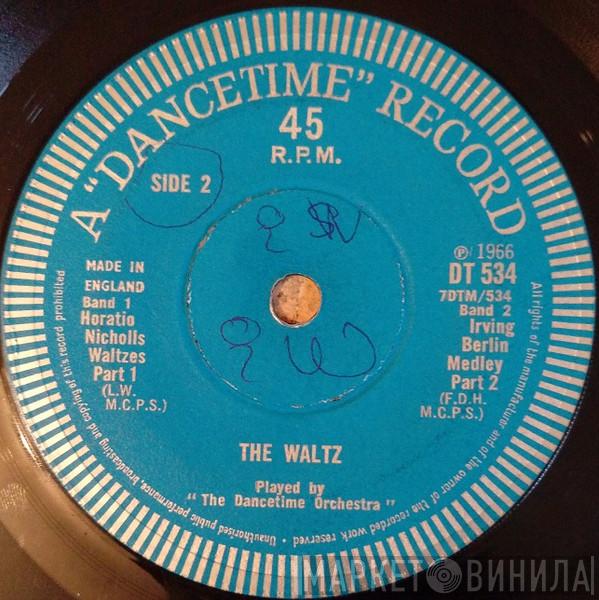 A "DANCETIME" RECORD
45
R.P.M.
SIDE 2
℗ 1966
DT 534
MADE IN
ENGLAND
Band 1
Horatio
Nicholls
Waltzes
Part 1
(L.W.
M.C.P.S.)
7DTM/534
Band 2
Irving
Berlin
Medley
Part 2
(F.D.H.
M.C.P.S.)
THE WALTZ
Played by
"The Dancetime Orchestra"
All rights of the manufacturer and of the owner of the recorded work reserved · Unauthorised public performance, broadcasting and copying of this record prohibited
МАРКЕТ ВИНИЛА